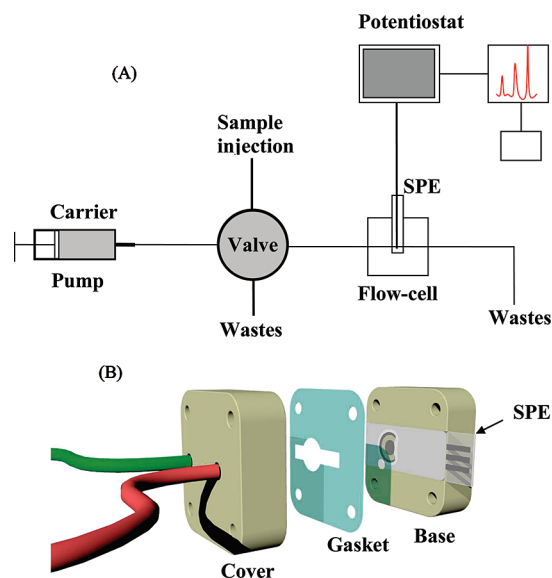 Potentiostat
(A)
Sample
injection
SPE
Carrier
Valve
Pump
Flow-cell
Wastes
Wastes
(B)
SPE
Base
Gasket
Cover